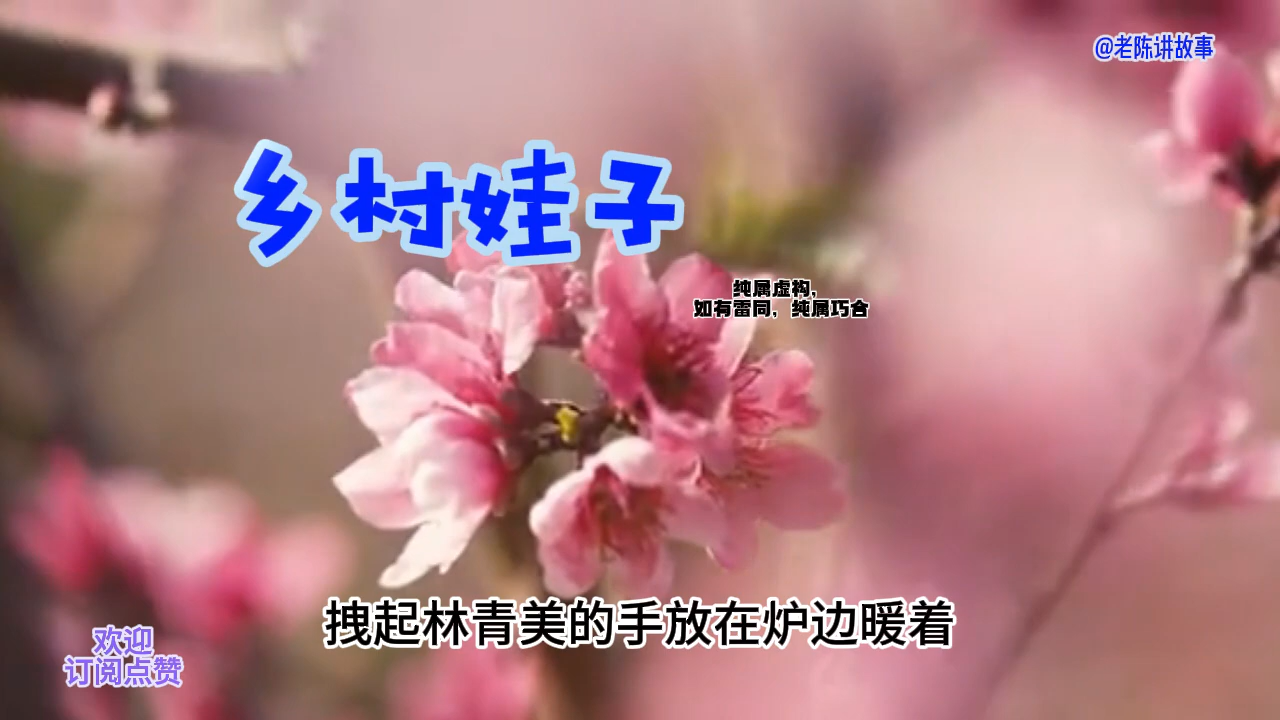 @老陈讲故事
乡村娃子
纯属虚构,
如有雷同，纯属巧合
拽起林青美的手放在炉边暖着
欢迎
订阅点赞